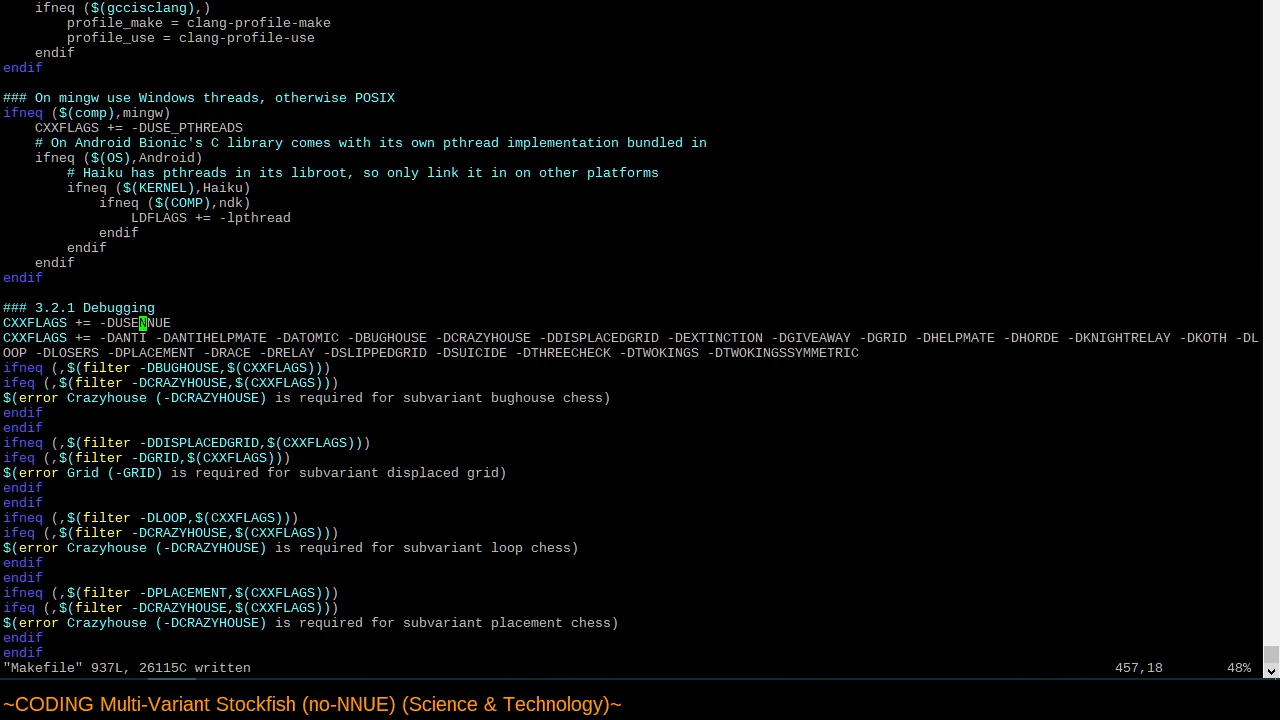 ifneq ($(gccisclang),)
        profile_make = clang-profile-make
        profile_use = clang-profile-use
    endif
endif

### On mingw use Windows threads, otherwise POSIX
ifneq ($(comp),mingw)
    CXXFLAGS += -DUSE_PTHREADS
    # On Android Bionic's C library comes with its own pthread implementation bundled in
    ifneq ($(OS),Android)
        # Haiku has pthreads in its libroot, so only link it in on other platforms
        ifneq ($(KERNEL),Haiku)
            ifneq ($(COMP),ndk)
                LDFLAGS += -lpthread
            endif
        endif
    endif
endif

### 3.2.1 Debugging
CXXFLAGS += -DUSENNUE
CXXFLAGS += -DANTI -DANTIHELPMATE -DATOMIC -DBUGHOUSE -DCRAZYHOUSE -DDISPLACEDGRID -DEXTINCTION -DGIVEAWAY -DGRID -DHELPMATE -DHORDE -DKNIGHTRELAY -DKOTH -DL
OOP -DLOSERS -DPLACEMENT -DRACE -DRELAY -DSLIPPEDGRID -DSUICIDE -DTHREECHECK -DTWOKINGS -DTWOKINGSSYMMETRIC
ifneq (,$(filter -DBUGHOUSE,$(CXXFLAGS)))
ifeq (,$(filter -DCRAZYHOUSE,$(CXXFLAGS)))
$(error Crazyhouse (-DCRAZYHOUSE) is required for subvariant bughouse chess)
endif
endif
ifneq (,$(filter -DDISPLACEDGRID,$(CXXFLAGS)))
ifeq (,$(filter -DGRID,$(CXXFLAGS)))
$(error Grid (-GRID) is required for subvariant displaced grid)
endif
endif
ifneq (,$(filter -DLOOP,$(CXXFLAGS)))
ifeq (,$(filter -DCRAZYHOUSE,$(CXXFLAGS)))
$(error Crazyhouse (-DCRAZYHOUSE) is required for subvariant loop chess)
endif
endif
ifneq (,$(filter -DPLACEMENT,$(CXXFLAGS)))
ifeq (,$(filter -DCRAZYHOUSE,$(CXXFLAGS)))
$(error Crazyhouse (-DCRAZYHOUSE) is required for subvariant placement chess)
endif
endif
"Makefile" 937L, 26115C written 457,18 48%
~CODING Multi-Variant Stockfish (no-NNUE) (Science & Technology)~